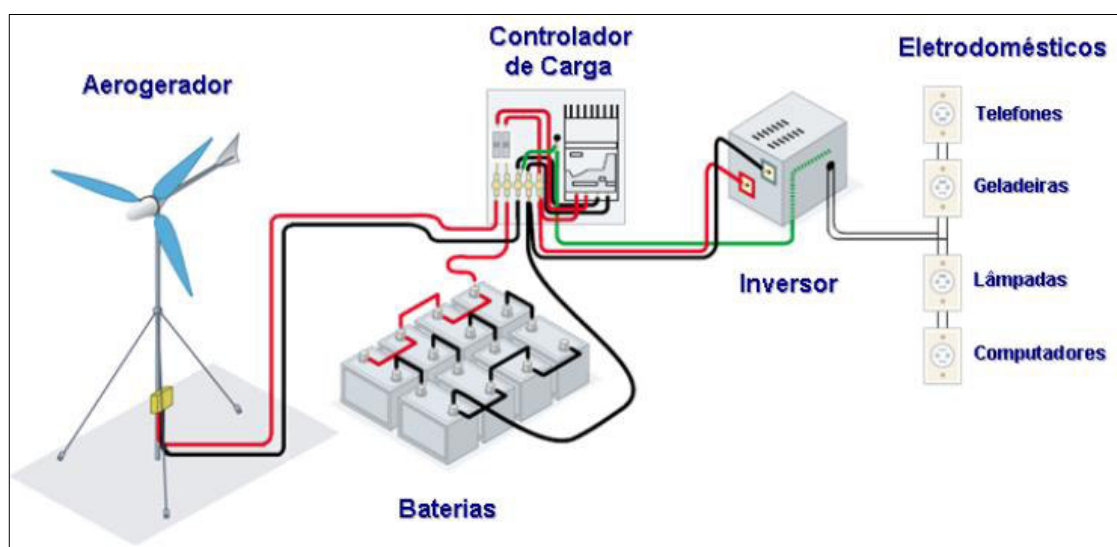 Aerogerador
Controlador
de Carga
Eletrodomésticos
Telefones
Geladeiras
Lâmpadas
Computadores
Inversor
Baterias